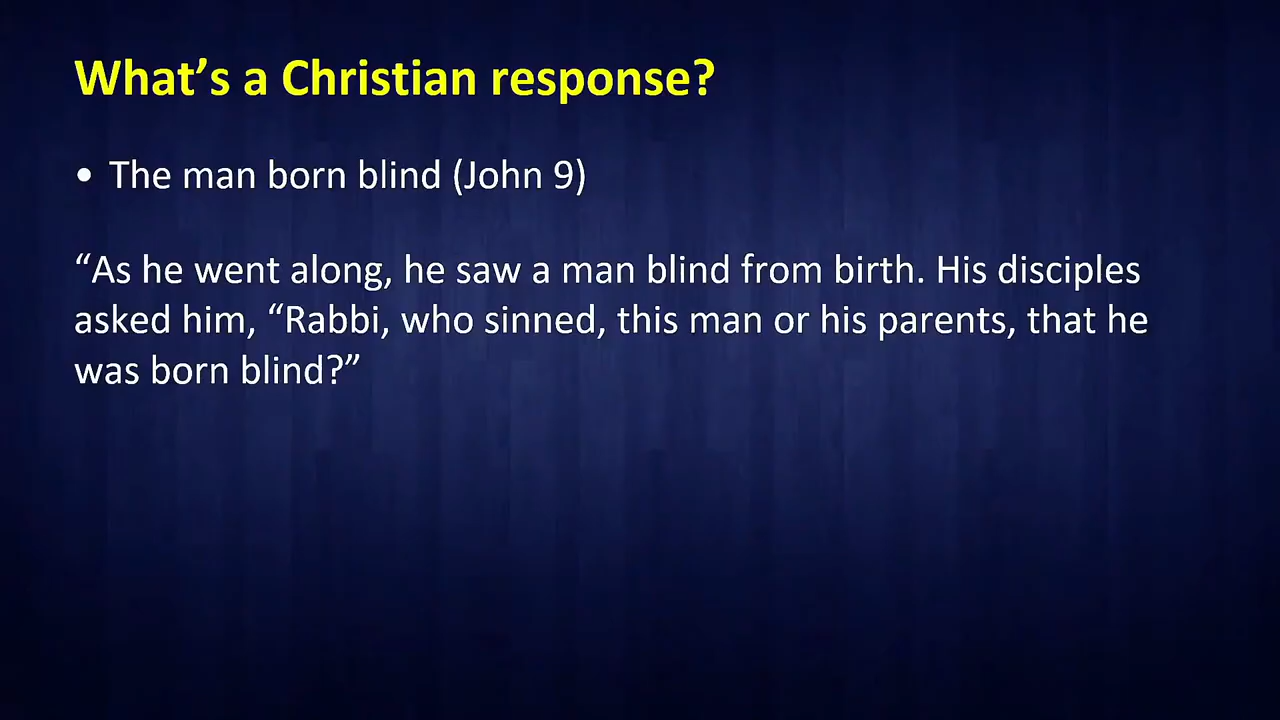 What’s a Christian response?
• The man born blind (John 9)
“As he went along, he saw a man blind from birth. His disciples
asked him, “Rabbi, who sinned, this man or his parents, that he
was born blind?”